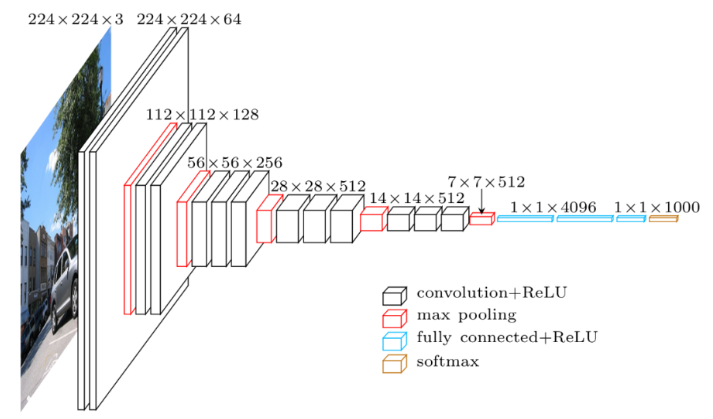 224×224×3
224×224×64
112×112×128
56×56×256
28×28×512
14×14×512
7×7×512
1×1×4096
1×1×1000
convolution+ReLU
max pooling
fully connected+ReLU
softmax